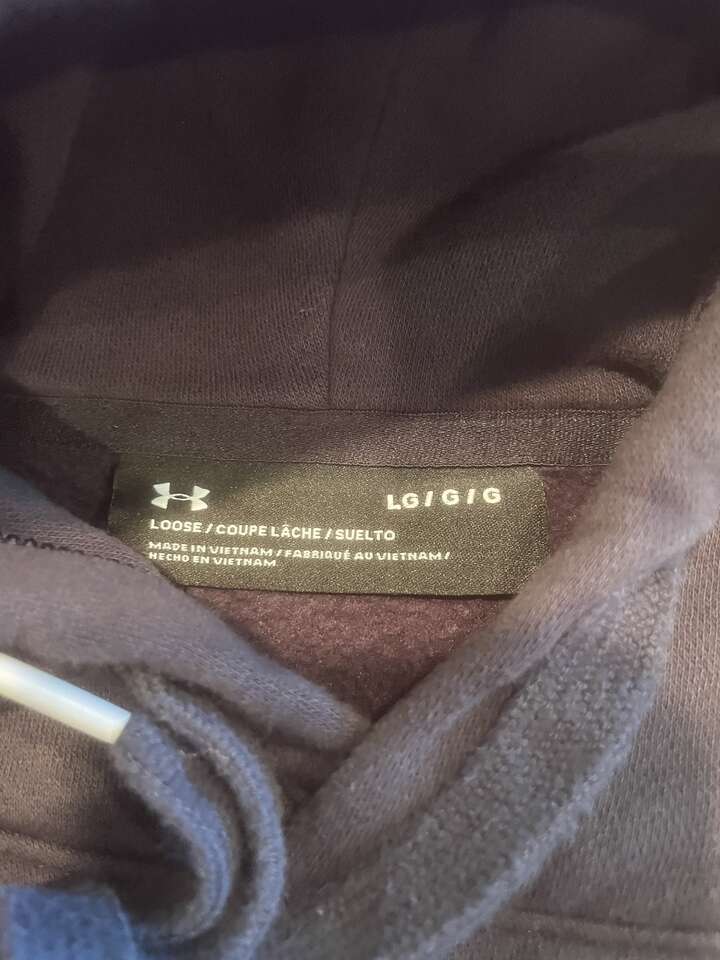 LG / G / G
LOOSE / COUPE LÂCHE / SUELTO
MADE IN VIETNAM / FABRIQUÉ AU VIETNAM /
HECHO EN VIETNAM